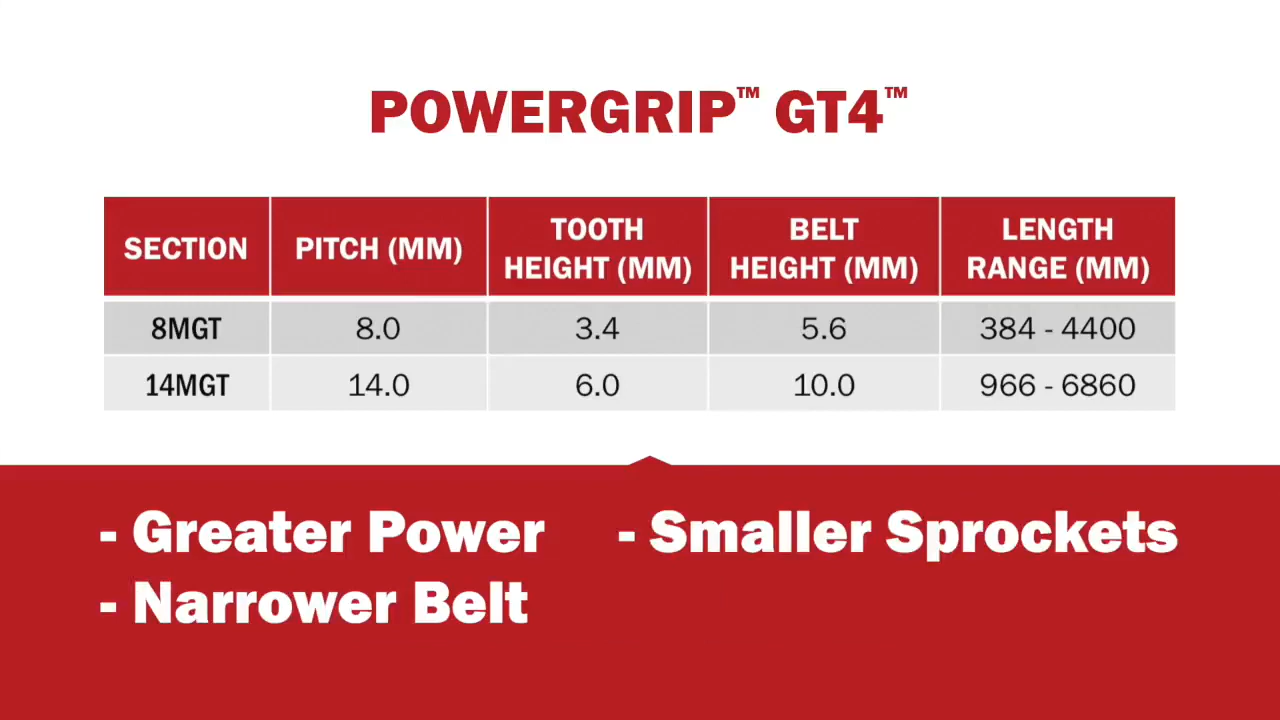 POWERGRIP™ GT4™
SECTION PITCH (MM) TOOTH HEIGHT (MM) BELT HEIGHT (MM) LENGTH RANGE (MM)
8MGT 8.0 3.4 5.6 384 - 4400
14MGT 14.0 6.0 10.0 966 - 6860
- Greater Power - Smaller Sprockets
- Narrower Belt